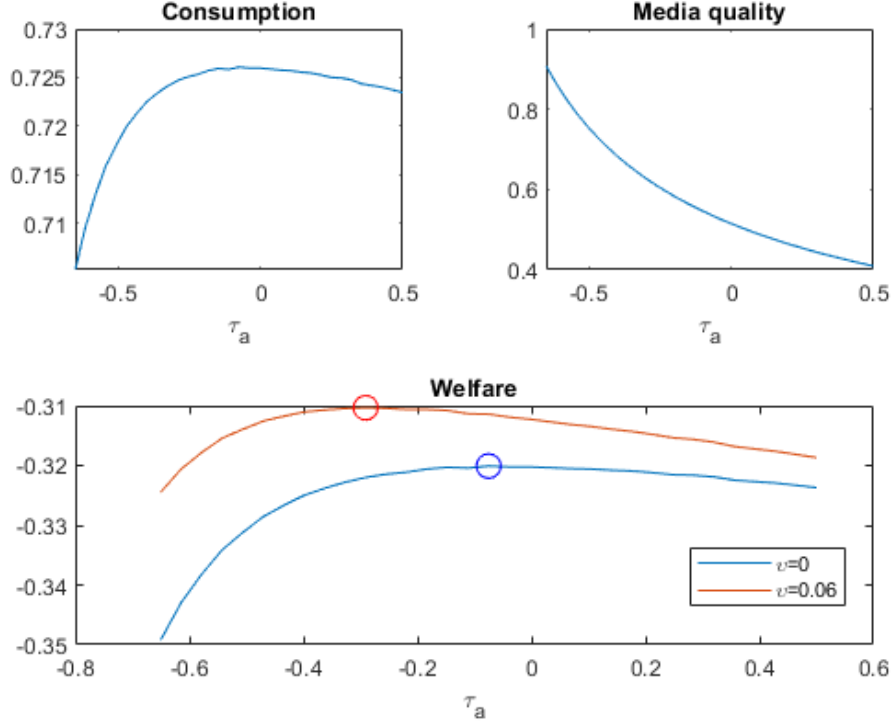 Consumption
0.73
0.725
0.72
0.715
0.71
-0.5 0 0.5
τa
Media quality
1
0.8
0.6
0.4
-0.5 0 0.5
τa
Welfare
-0.31
-0.32
-0.33
-0.34
-0.35
-0.8 -0.6 -0.4 -0.2 0 0.2 0.4 0.6
τa
υ=0
υ=0.06